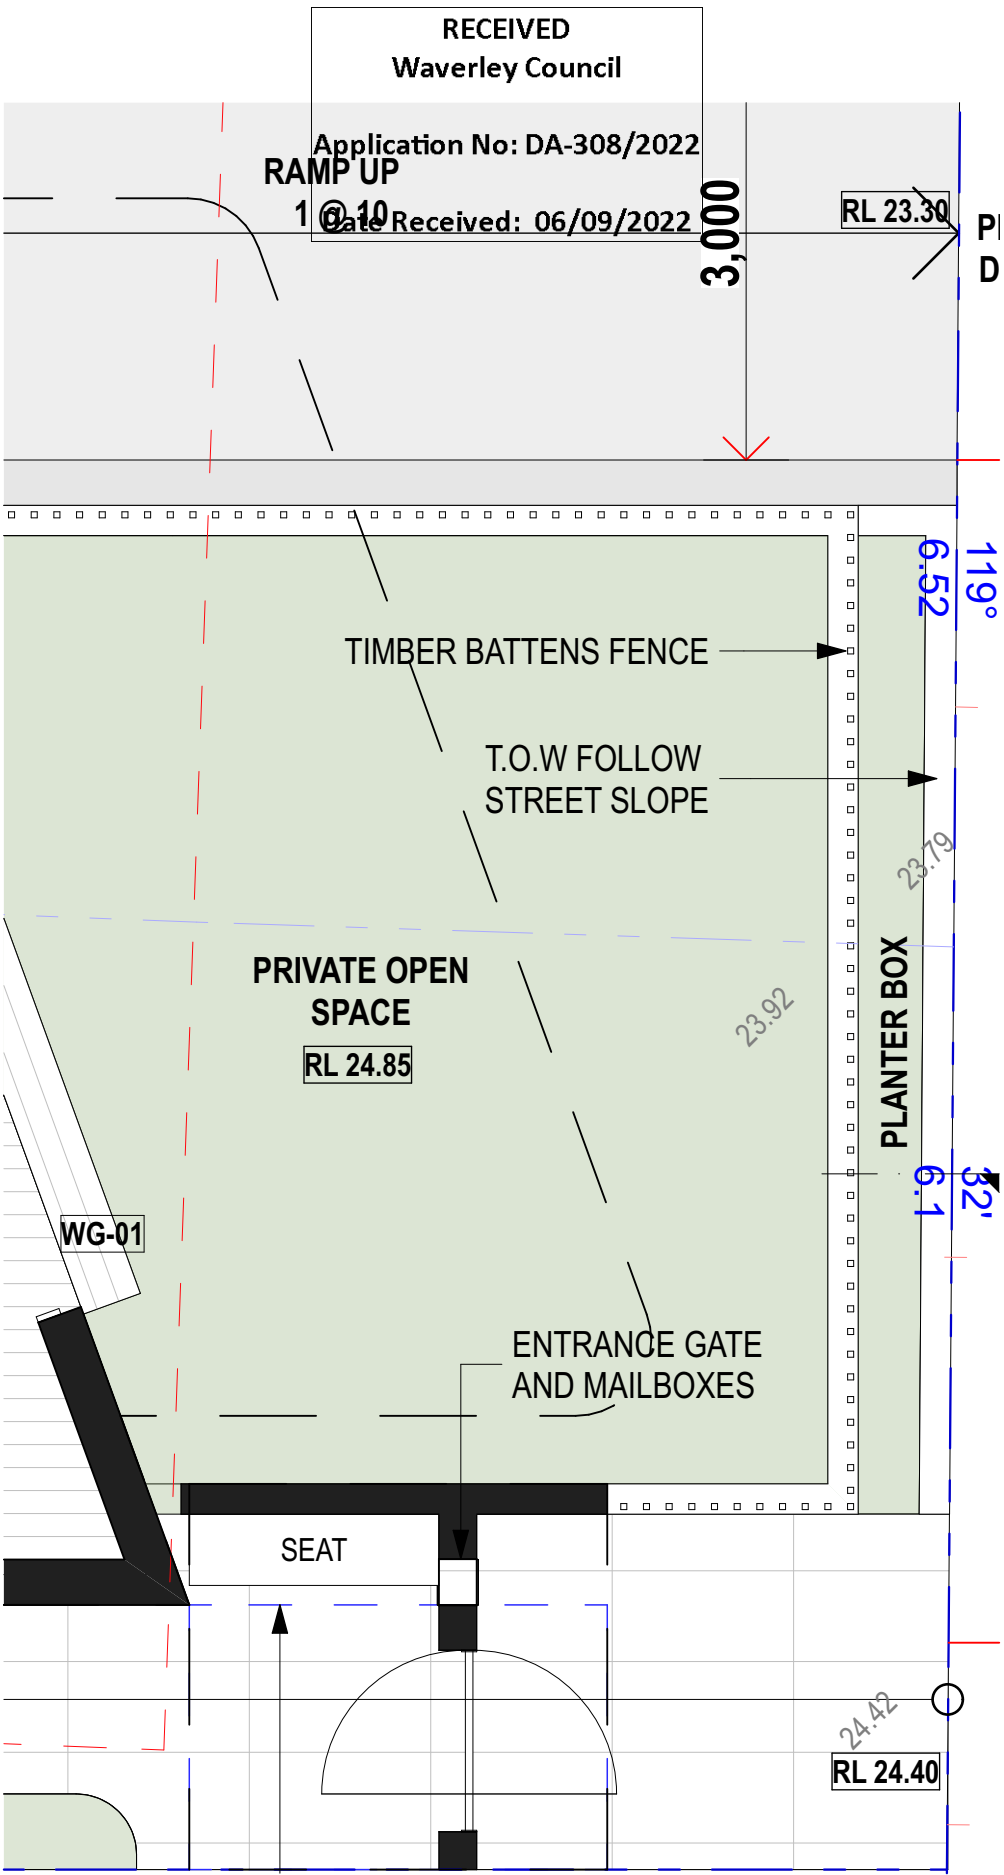 RECEIVED
Waverley Council
Application No: DA-308/2022
RAMP UP
1 @ 10
Date Received: 06/09/2022
3,000
RL 23.30
119°
6.52
TIMBER BATTENS FENCE
T.O.W FOLLOW
STREET SLOPE
23.79
PRIVATE OPEN
SPACE
RL 24.85
23.92
PLANTER BOX
32'
6.1
WG-01
ENTRANCE GATE
AND MAILBOXES
SEAT
24.42
RL 24.40